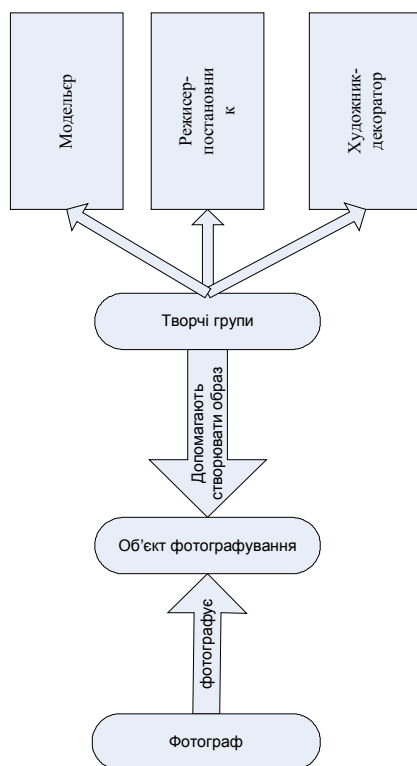 Модельєр
Режисер-
постановни
к
Художник-
декоратор
Творчі групи
Допомагають
створювати образ
Об’єкт фотографування
фотографує
Фотограф